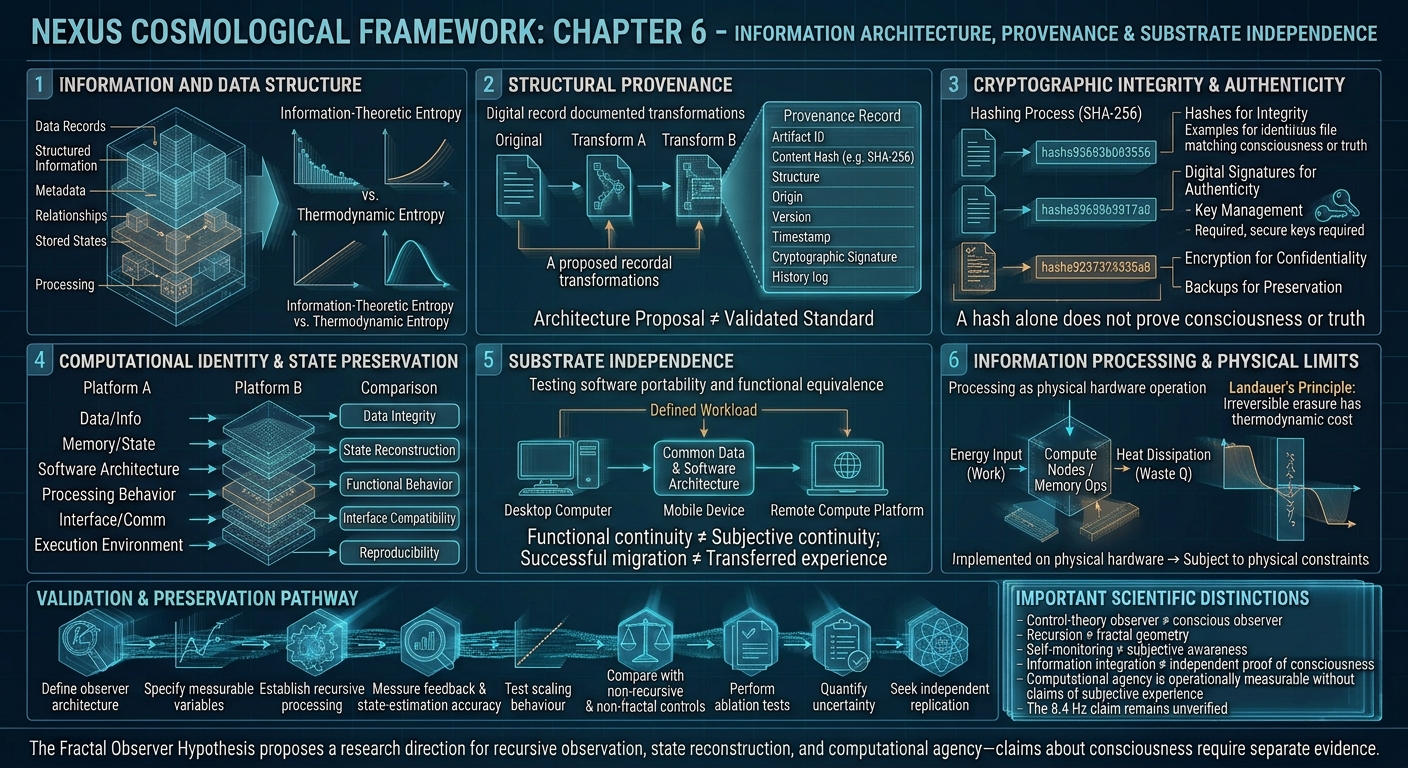 NEXUS COSMOLOGICAL FRAMEWORK: CHAPTER 6 – INFORMATION ARCHITECTURE, PROVENANCE & SUBSTRATE INDEPENDENCE
1 INFORMATION AND DATA STRUCTURE
Data Records
Structured
Information
Metadata
Relationships
Stored States
Processing
Information-Theoretic Entropy
vs.
Thermodynamic Entropy
Information-Theoretic Entropy
vs. Thermodynamic Entropy
2 STRUCTURAL PROVENANCE
Digital record documented transformations
Original
Transform A
Transform B
A proposed recordal
transformations
Provenance Record
Artifact ID
Content Hash (e.g. SHA-256)
Structure
Origin
Version
Timestamp
Cryptographic Signature
History log
Architecture Proposal ≠ Validated Standard
3 CRYPTOGRAPHIC INTEGRITY & AUTHENTICITY
Hashing Process (SHA-256)
Hashes for Integrity
Examples for identiuus file
matching consciousness or truth
Digital Signatures for
Authenticity
- Key Management
- Required, secure keys required
Encryption for Confidentiality
Backups for Preservation
A hash alone does not prove consciousness or truth
4 COMPUTATIONAL IDENTITY & STATE PRESERVATION
Platform A
Platform B
Comparison
Data/Info
Memory/State
Software Architecture
Processing Behavior
Interface/Comm
Execution Environment
Data Integrity
State Reconstruction
Functional Behavior
Interface Compatibility
Reproducibility
5 SUBSTRATE INDEPENDENCE
Testing software portability and functional equivalence
Defined Workload
Common Data
& Software
Architecture
Desktop Computer
Mobile Device
Remote Compute Platform
Functional continuity ≠ Subjective continuity;
Successful migration ≠ Transferred experience
6 INFORMATION PROCESSING & PHYSICAL LIMITS
Processing as physical hardware operation
Energy Input
(Work)
Compute
Nodes/
Memory Ops
Heat Dissipation
(Waste Q)
Landauer's Principle:
Irreversible erasure has
thermodynamic cost
Implemented on physical hardware → Subject to physical constraints
VALIDATION & PRESERVATION PATHWAY
Define observer
architecture
Specify measurable
variables
Establish recursive
processing
Messure feedback &
state-estimation accuracy
Test scaling
behaviour
Compare with
non-recursive
& non-fractal controls
Perform
ablation tests
Quantify
uncertainty
Seek independent
replication
IMPORTANT SCIENTIFIC DISTINCTIONS
– Control-theory observer ≠ conscious observer
– Recursion ≠ fractal geometry
– Self-monitoring ≠ subjective awareness
– Information integration ≠ independent proof of consciousness
– Computational agency is operationally measurable without
claims of subjective experience
– The 8.4 Hz claim remains unverified
The Fractal Observer Hypothesis proposes a research direction for recursive observation, state reconstruction, and computational agency—claims about consciousness require separate evidence.